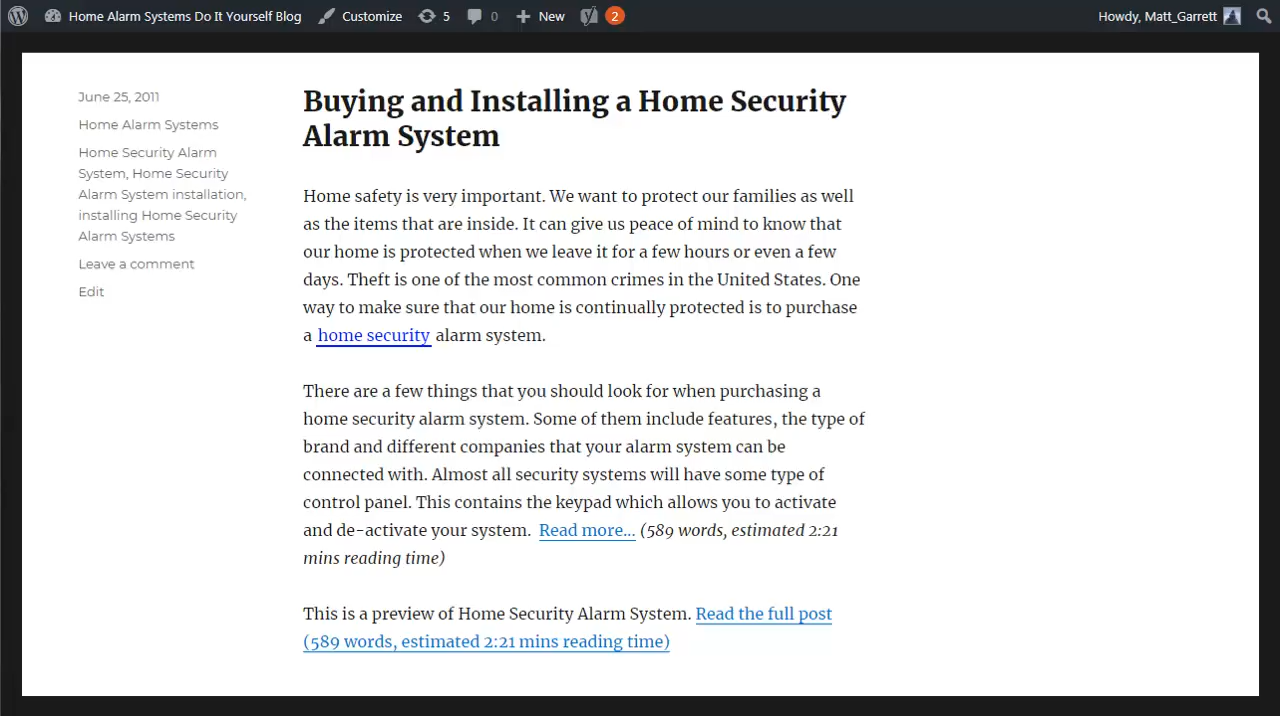 Home Alarm Systems Do It Yourself Blog Customize 5 0 New 2 Howdy, Matt_Garrett
June 25, 2011
Home Alarm Systems
Home Security Alarm
System, Home Security
Alarm System installation,
installing Home Security
Alarm Systems
Leave a comment
Edit
Buying and Installing a Home Security
Alarm System
Home safety is very important. We want to protect our families as well
as the items that are inside. It can give us peace of mind to know that
our home is protected when we leave it for a few hours or even a few
days. Theft is one of the most common crimes in the United States. One
way to make sure that our home is continually protected is to purchase
a home security alarm system.
There are a few things that you should look for when purchasing a
home security alarm system. Some of them include features, the type of
brand and different companies that your alarm system can be
connected with. Almost all security systems will have some type of
control panel. This contains the keypad which allows you to activate
and de-activate your system. Read more... (589 words, estimated 2:21
mins reading time)
This is a preview of Home Security Alarm System. Read the full post
(589 words, estimated 2:21 mins reading time)